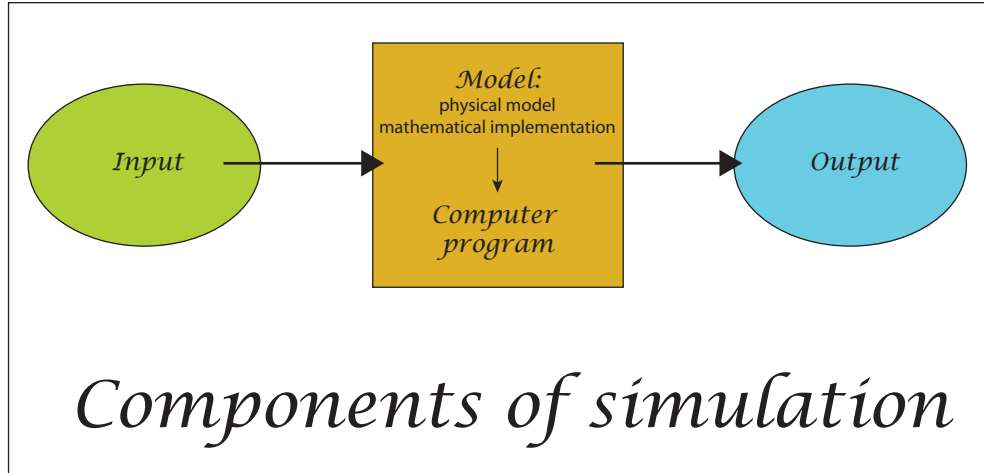 Input
Model:
physical model
mathematical implementation
Computer
program
Output
Components of simulation